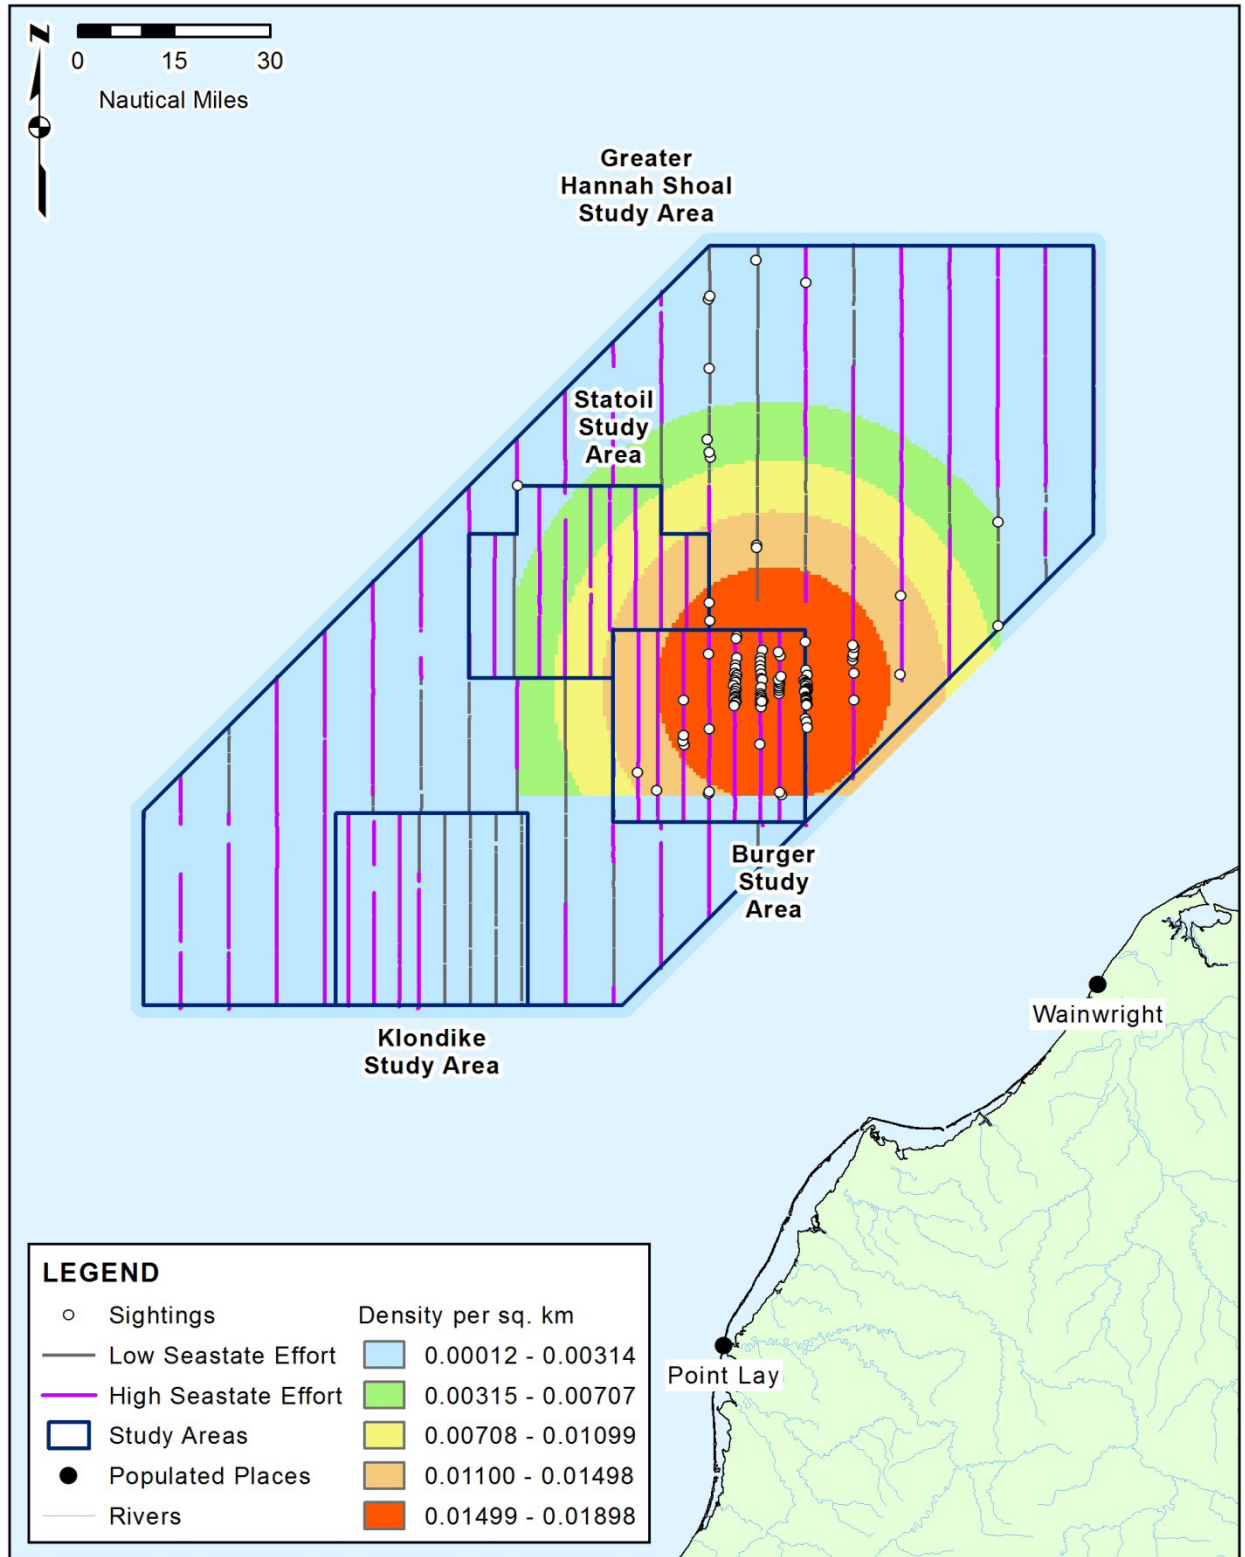 N
0 15 30
Nautical Miles
Greater
Hannah Shoal
Study Area
Statoil
Study
Area
Burger
Study
Area
Klondike
Study Area
Wainwright
Point Lay
LEGEND
Sightings
Low Seastate Effort
High Seastate Effort
Study Areas
Populated Places
Rivers
Density per sq. km
0.00012 - 0.00314
0.00315 - 0.00707
0.00708 - 0.01099
0.01100 - 0.01498
0.01499 - 0.01898